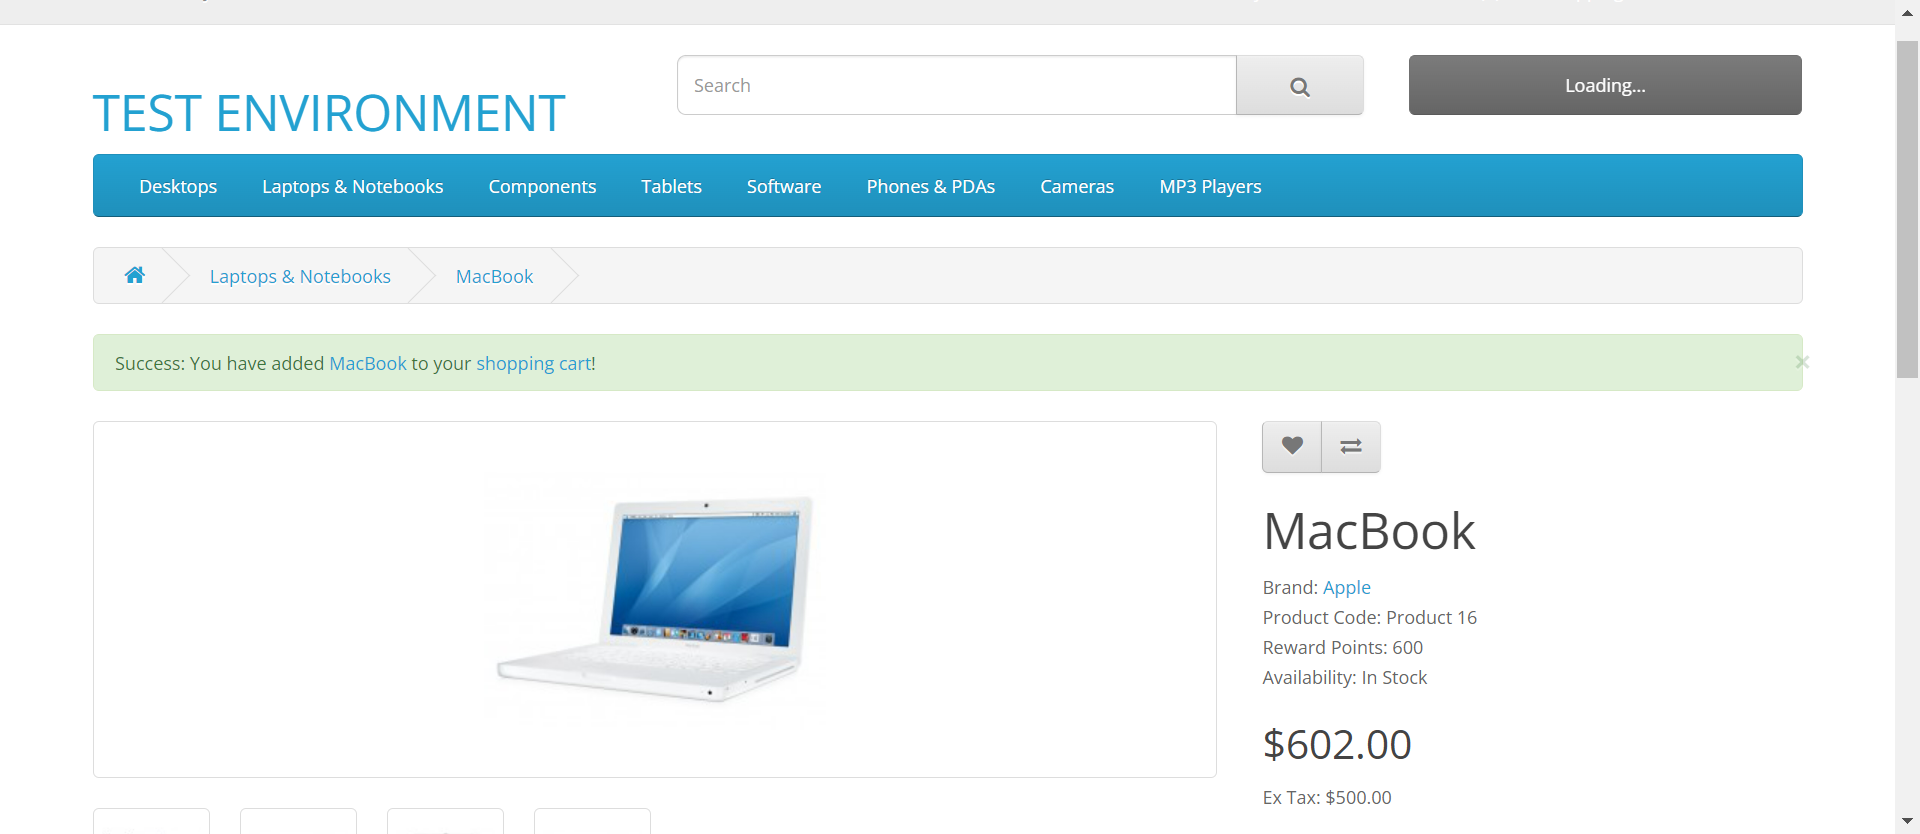 Search
Loading...
TEST ENVIRONMENT
Desktops Laptops & Notebooks Components Tablets Software Phones & PDAs Cameras MP3 Players
Laptops & Notebooks MacBook
Success: You have added MacBook to your shopping cart!
×
MacBook
Brand: Apple
Product Code: Product 16
Reward Points: 600
Availability: In Stock
$602.00
Ex Tax: $500.00